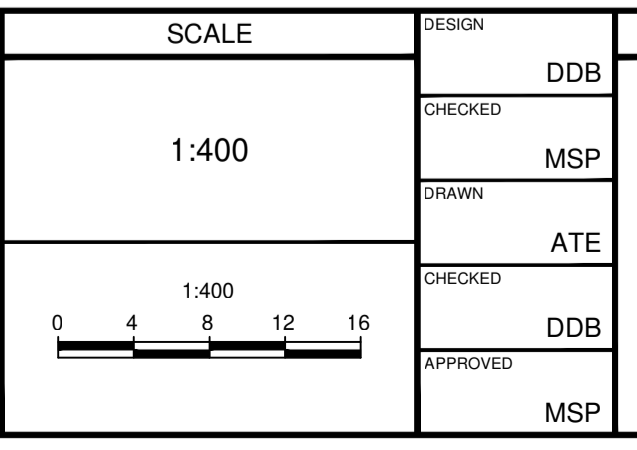 SCALE
1:400
1:400
0 4 8 12 16
DESIGN
DDB
CHECKED
MSP
DRAWN
ATE
CHECKED
DDB
APPROVED
MSP